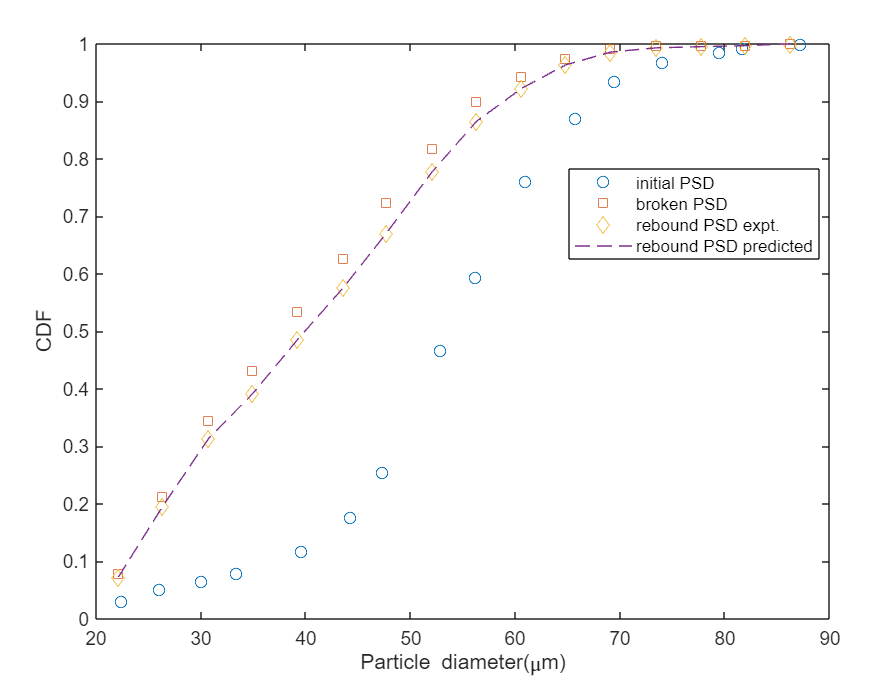 1
0.9
0.8
0.7
0.6
0.5
0.4
0.3
0.2
0.1
0
CDF
initial PSD
broken PSD
rebound PSD expt.
rebound PSD predicted
20 30 40 50 60 70 80 90
Particle diameter(μm)